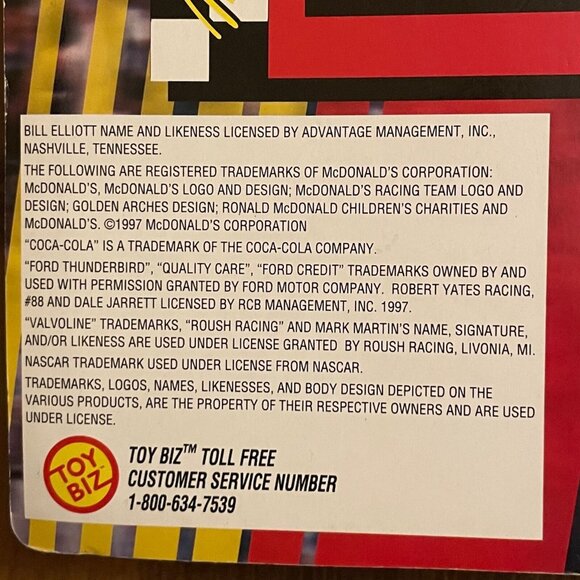 BILL ELLIOTT NAME AND LIKENESS LICENSED BY ADVANTAGE MANAGEMENT, INC.,
NASHVILLE, TENNESSEE.
THE FOLLOWING ARE REGISTERED TRADEMARKS OF McDONALD'S CORPORATION:
McDONALD'S, McDONALD'S LOGO AND DESIGN; McDONALD'S RACING TEAM LOGO AND
DESIGN; GOLDEN ARCHES DESIGN; RONALD McDONALD CHILDREN'S CHARITIES AND
McDONALD'S. ©1997 McDONALD'S CORPORATION
"COCA-COLA" IS A TRADEMARK OF THE COCA-COLA COMPANY.
"FORD THUNDERBIRD", "QUALITY CARE", "FORD CREDIT" TRADEMARKS OWNED BY AND
USED WITH PERMISSION GRANTED BY FORD MOTOR COMPANY. ROBERT YATES RACING,
#88 AND DALE JARRETT LICENSED BY RCB MANAGEMENT, INC. 1997.
"VALVOLINE" TRADEMARKS, "ROUSH RACING" AND MARK MARTIN'S NAME, SIGNATURE,
AND/OR LIKENESS ARE USED UNDER LICENSE GRANTED BY ROUSH RACING, LIVONIA, MI.
NASCAR TRADEMARK USED UNDER LICENSE FROM NASCAR.
TRADEMARKS, LOGOS, NAMES, LIKENESSES, AND BODY DESIGN DEPICTED ON THE
VARIOUS PRODUCTS, ARE THE PROPERTY OF THEIR RESPECTIVE OWNERS AND ARE USED
UNDER LICENSE.
TOY BIZ™
TOY BIZ™ TOLL FREE
CUSTOMER SERVICE NUMBER
1-800-634-7539